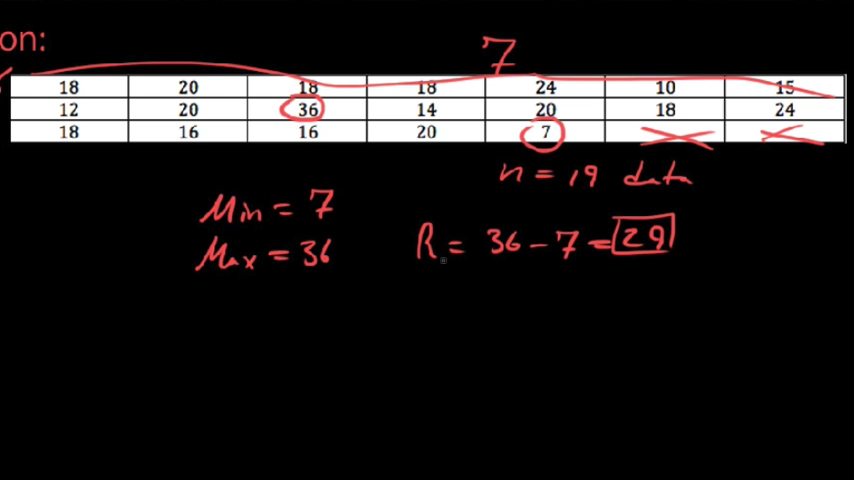 on:
7
18 20 18 18 24 10 15
12 20 36 14 20 18 24
18 16 16 20 7
n = 19 data
Min = 7
Max = 36
R = 36 - 7 = 29